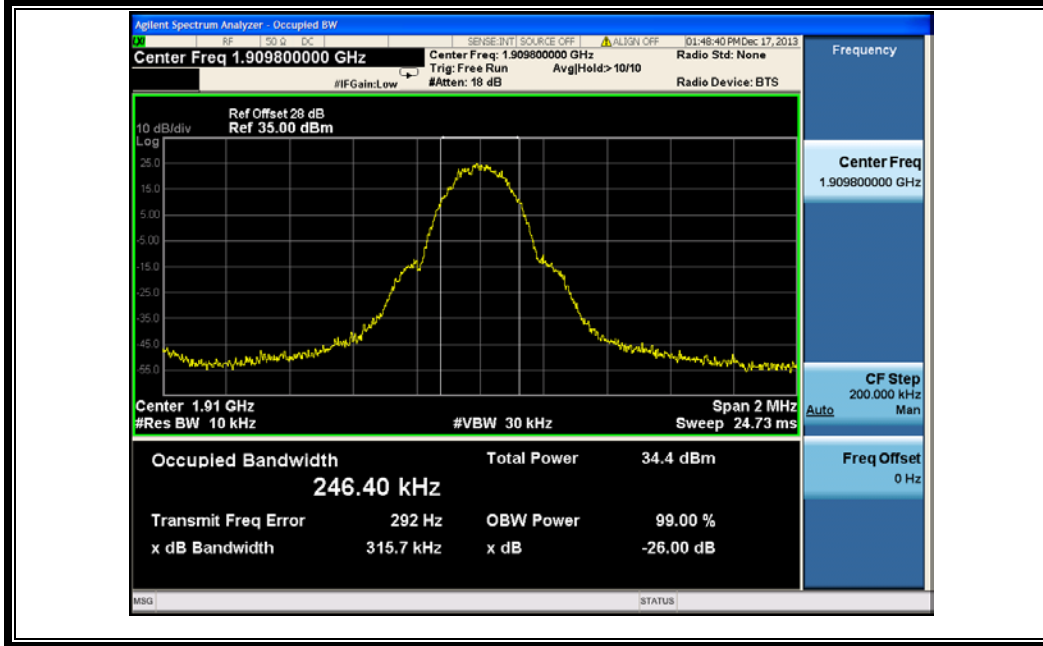 Agilent Spectrum Analyzer - Occupied BW
RF 50 Ω DC SENSE:INT SOURCE OFF ALIGN OFF 01:48:40 PM Dec 17, 2013
Center Freq 1.909800000 GHz
Center Freq: 1.909800000 GHz Radio Std: None
Trig: Free Run Avg|Hold:> 10/10
#IFGain:Low #Atten: 18 dB Radio Device: BTS
Ref Offset 28 dB
10 dB/div Ref 35.00 dBm
Log
25.0
15.0
5.00
-5.00
-15.0
-25.0
-35.0
-45.0
-55.0
Center 1.91 GHz Span 2 MHz
#Res BW 10 kHz #VBW 30 kHz Sweep 24.73 ms
Occupied Bandwidth Total Power 34.4 dBm
246.40 kHz
Transmit Freq Error 292 Hz OBW Power 99.00 %
x dB Bandwidth 315.7 kHz x dB -26.00 dB
MSG STATUS
Frequency
Center Freq
1.909800000 GHz
CF Step
200.000 kHz
Auto Man
Freq Offset
0 Hz